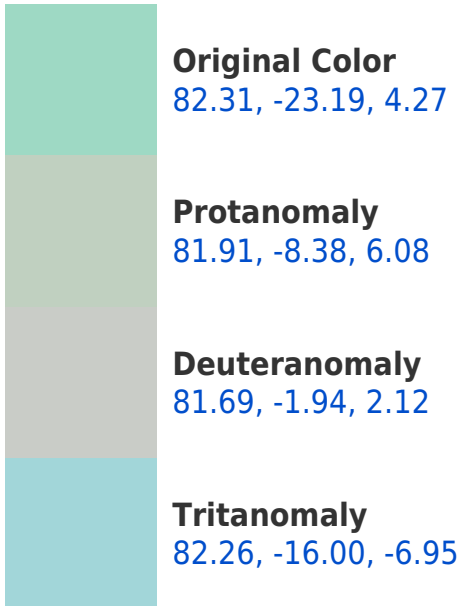 Original Color
82.31, -23.19, 4.27
Protanomaly
81.91, -8.38, 6.08
Deuteranomaly
81.69, -1.94, 2.12
Tritanomaly
82.26, -16.00, -6.95